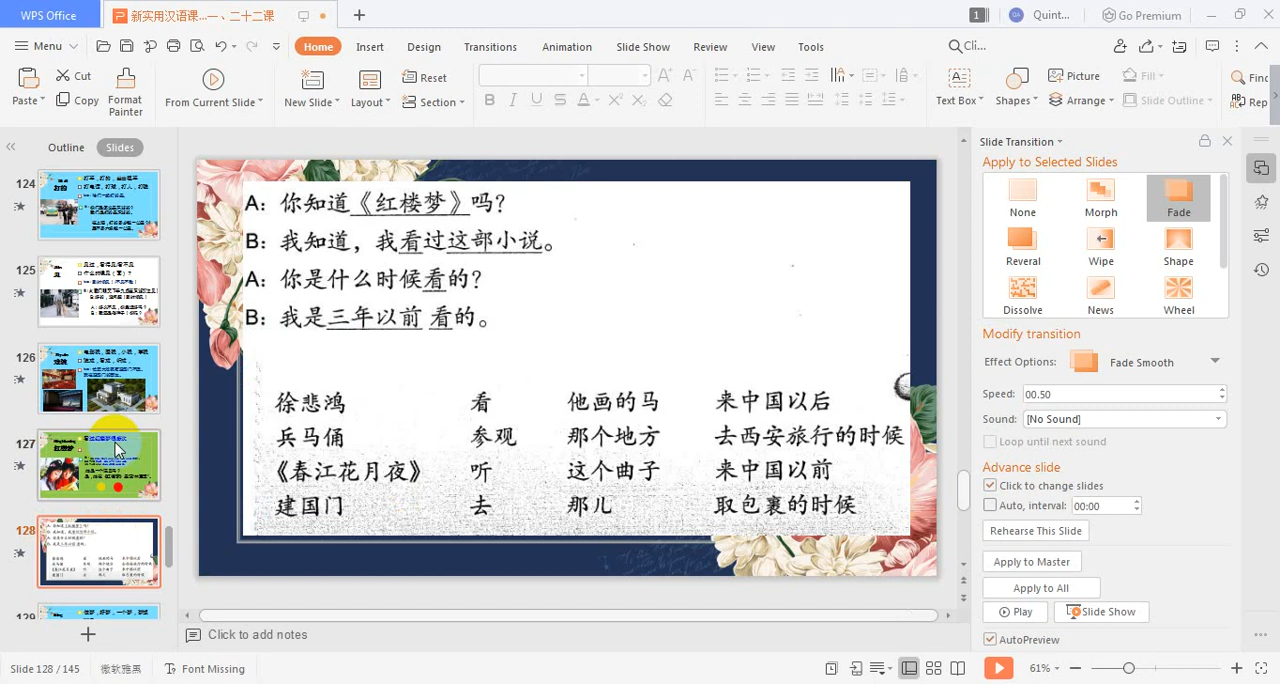 WPS Office
新实用汉语课...一、二十二课
1
Quint...
Go Premium
Menu
Home
Insert
Design
Transitions
Animation
Slide Show
Review
View
Tools
Cli...
Paste
Cut
Copy
Format Painter
From Current Slide
New Slide
Layout
Reset
Section
B I U S A X² X₂
Text Box
Shapes
Picture
Arrange
Fill
Slide Outline
Find
Rep
Outline
Slides
124
125
126
127
128
129
A：你知道《红楼梦》吗？
B：我知道，我看过这部小说。
A：你是什么时候看的？
B：我是三年以前 看的。
徐悲鸿 看 他画的马 来中国以后
兵马俑 参观 那个地方 去西安旅行的时候
《春江花月夜》 听 这个曲子 来中国以前
建国门 去 那儿 取包裹的时候
Click to add notes
Slide Transition
Apply to Selected Slides
None
Morph
Fade
Reveral
Wipe
Shape
Dissolve
News
Wheel
Modify transition
Effect Options:
Fade Smooth
Speed: 00.50
Sound: [No Sound]
Loop until next sound
Advance slide
Click to change slides
Auto, interval: 00:00
Rehearse This Slide
Apply to Master
Apply to All
Play
Slide Show
AutoPreview
Slide 128 / 145
微软雅黑
Font Missing
61%